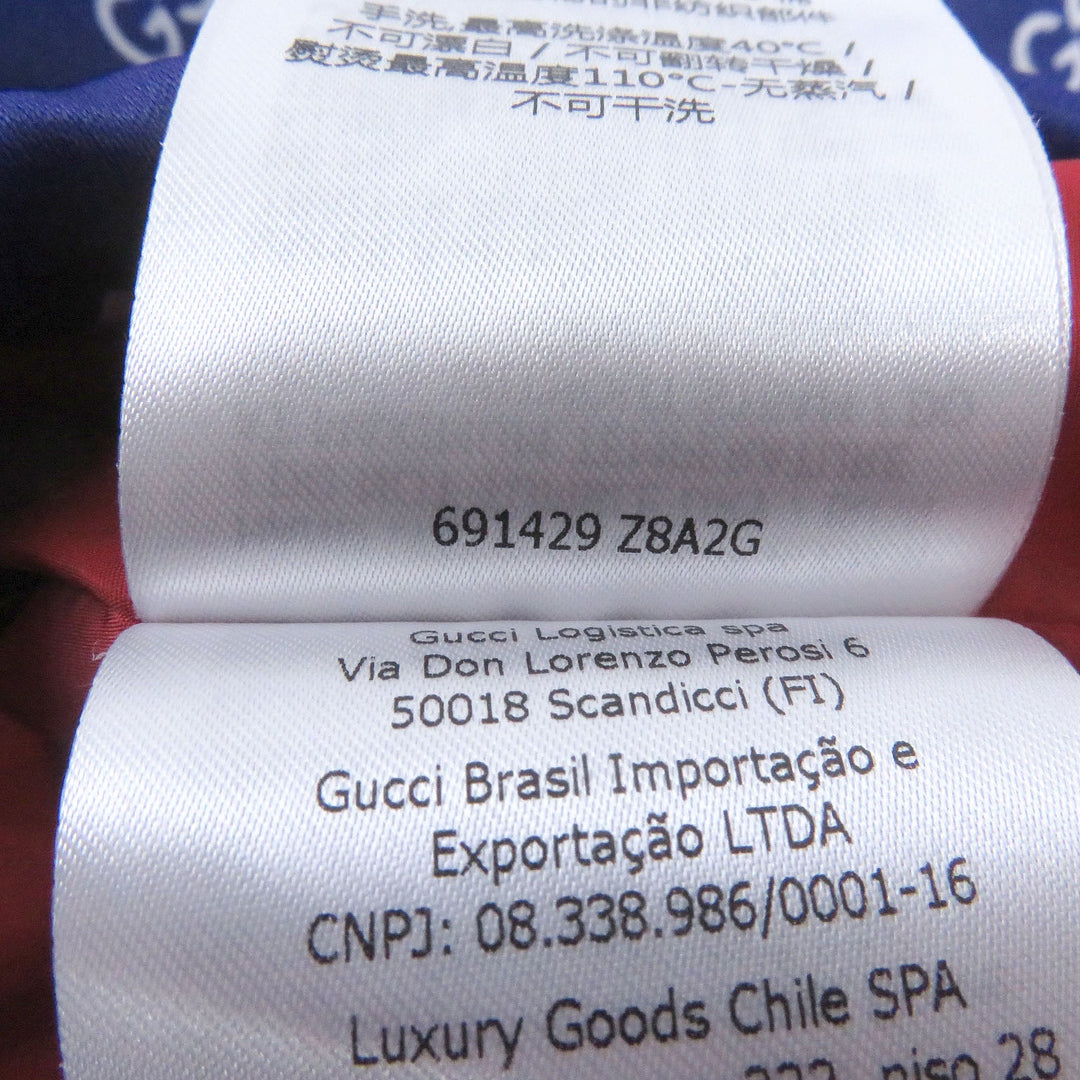 手洗,最高洗涤温度40°C /
不可漂白 / 不可翻转干燥 /
熨烫最高温度110°C-无蒸汽 /
不可干洗
691429 Z8A2G
Gucci Logistica spa
Via Don Lorenzo Perosi 6
50018 Scandicci (FI)
Gucci Brasil Importação e
Exportação LTDA
CNPJ: 08.338.986/0001-16
Luxury Goods Chile SPA
piso 28